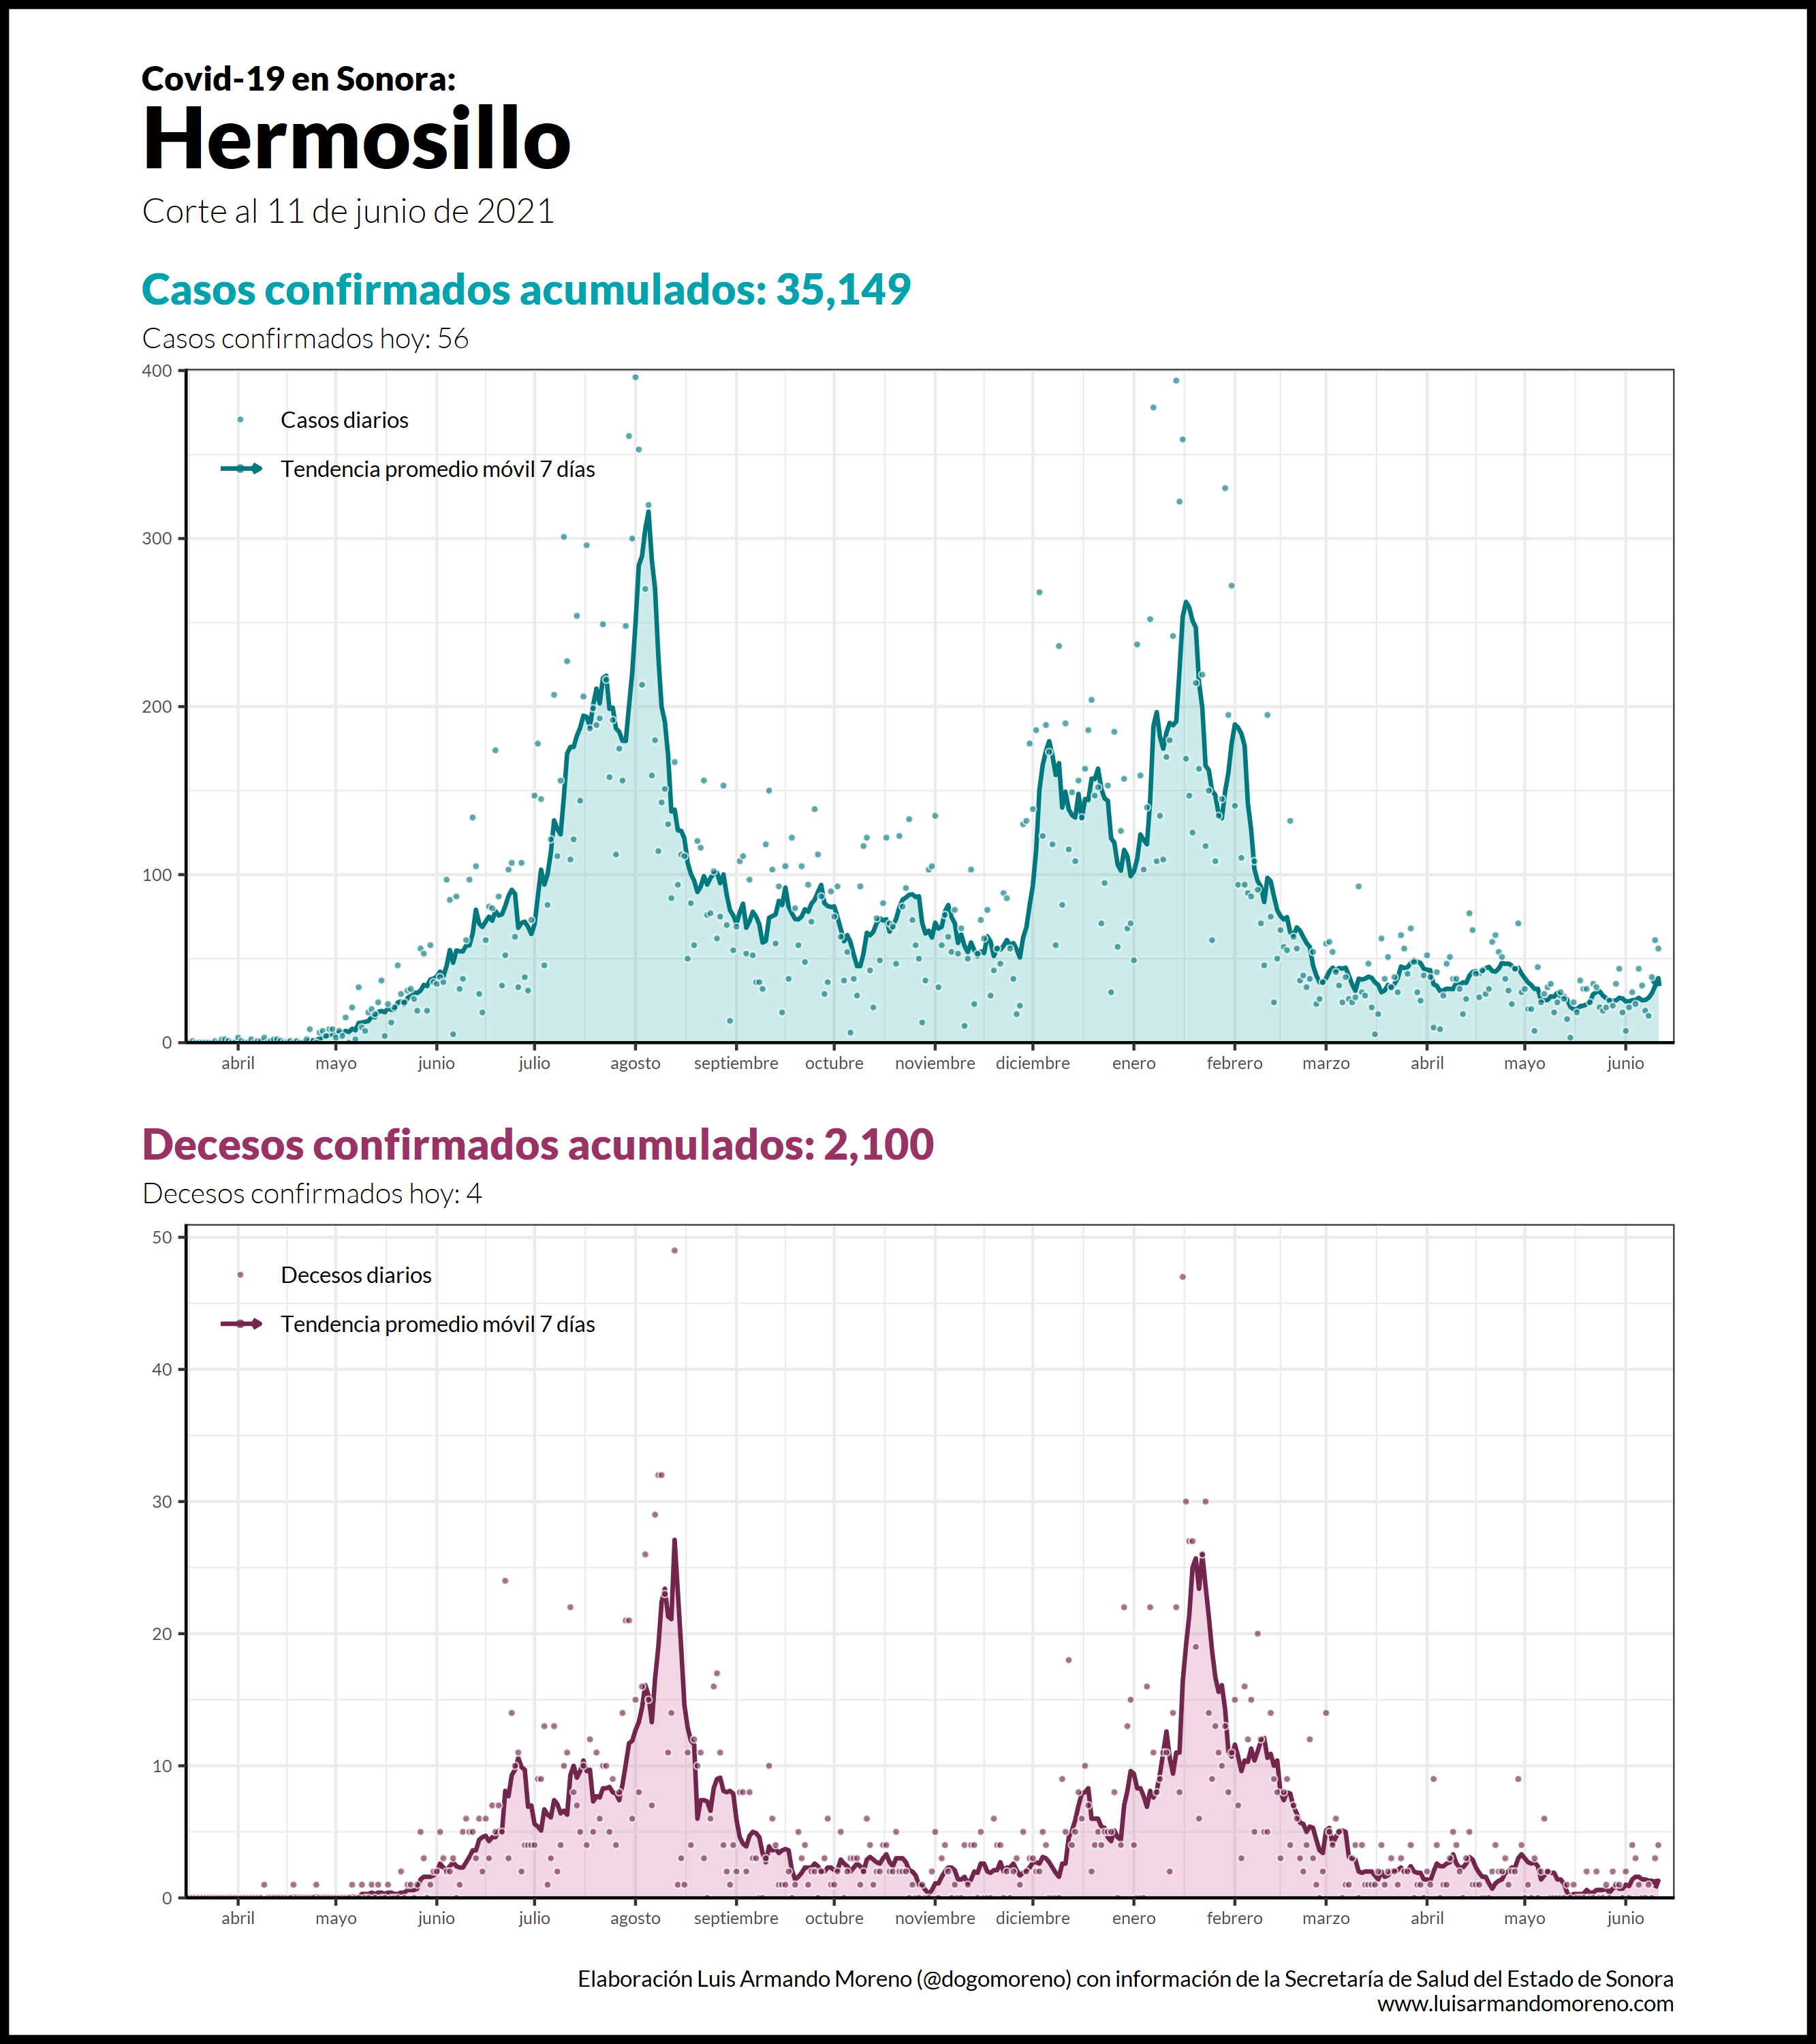 Covid-19 en Sonora:
Hermosillo
Corte al 11 de junio de 2021
Casos confirmados acumulados: 35,149
Casos confirmados hoy: 56
400
Casos diarios
Tendencia promedio móvil 7 días
300
200
100
0
abril mayo junio julio agosto septiembre octubre noviembre diciembre enero febrero marzo abril mayo junio
Decesos confirmados acumulados: 2,100
Decesos confirmados hoy: 4
50
Decesos diarios
Tendencia promedio móvil 7 días
40
30
20
10
0
abril mayo junio julio agosto septiembre octubre noviembre diciembre enero febrero marzo abril mayo junio
Elaboración Luis Armando Moreno (@dogomoreno) con información de la Secretaría de Salud del Estado de Sonora
www.luisarmandomoreno.com